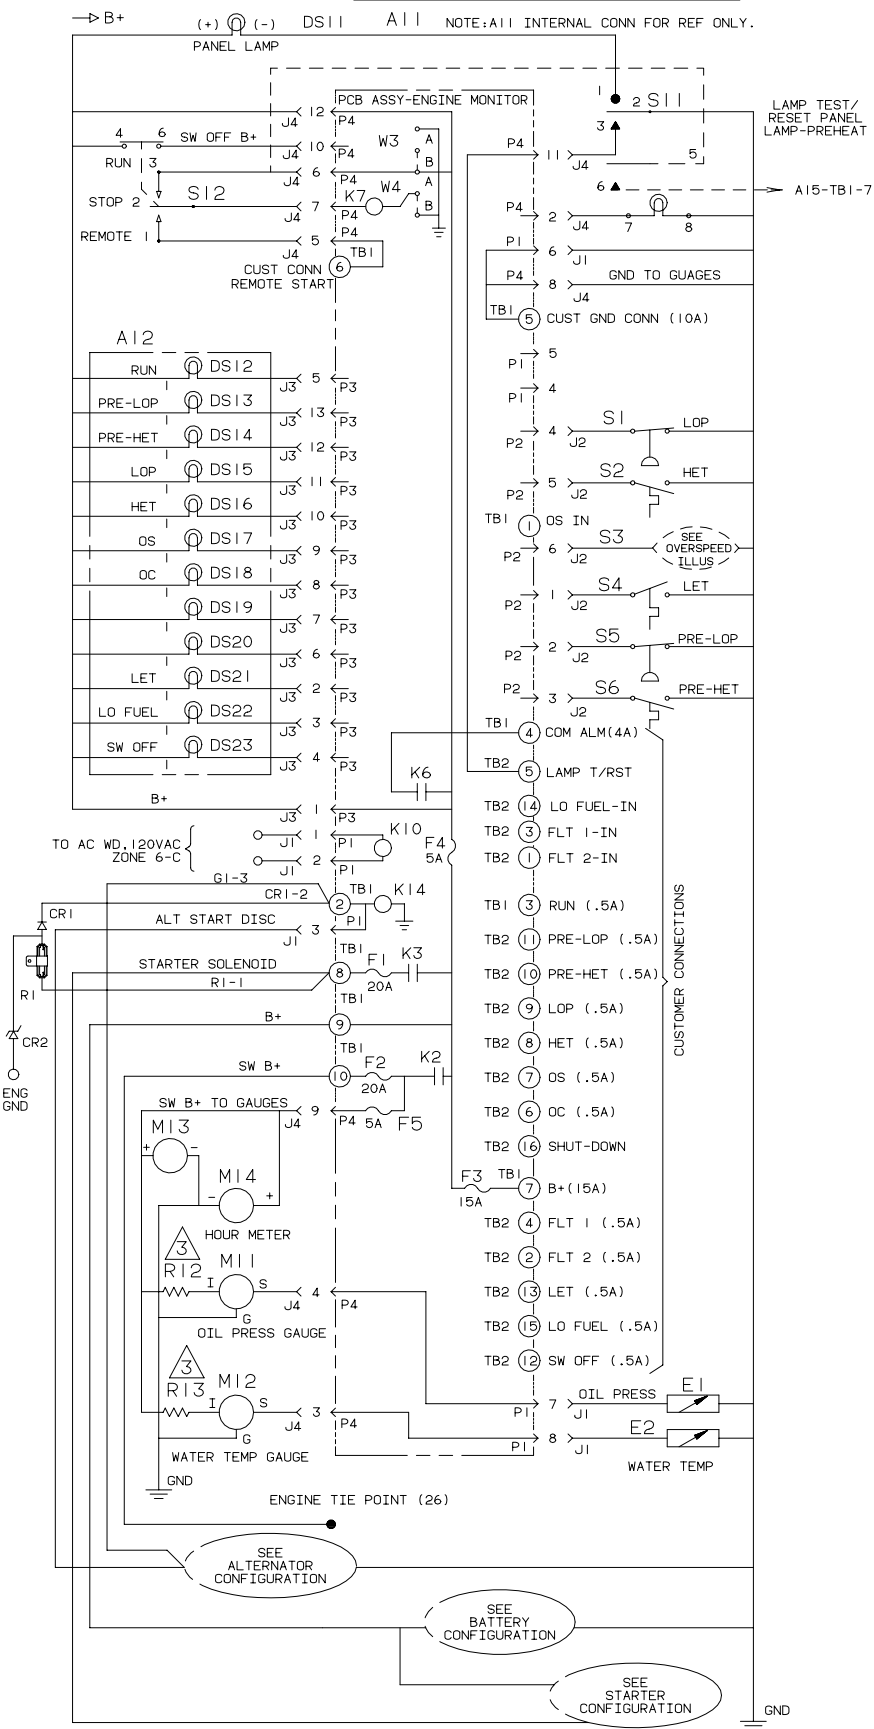 B+
(+) (-) DS11 A11 NOTE:A11 INTERNAL CONN FOR REF ONLY.
PANEL LAMP
PCB ASSY-ENGINE MONITOR
1
2 S11
3
5
LAMP TEST/
RESET PANEL
LAMP-PREHEAT
12
J4 P4
4 6 SW OFF B+
10
J4 P4
W3 A
B
RUN 3
6
J4 P4
P4 11 J4
6 A15-TB1-7
STOP 2 S12
7
J4 P4
K7 W4 A
B
P4 2 J4 7 8
REMOTE 1
5
J4 P4
TB1
CUST CONN
REMOTE START
6
P1 6 J1
P4 8 J4 GND TO GUAGES
TB1 5 CUST GND CONN (10A)
P1 5
P1 4
A12
RUN DS12 J3 5 P3
PRE-LOP DS13 J3 13 P3
PRE-HET DS14 J3 12 P3
LOP DS15 J3 11 P3
HET DS16 J3 10 P3
OS DS17 J3 9 P3
OC DS18 J3 8 P3
DS19 J3 7 P3
DS20 J3 6 P3
LET DS21 J3 2 P3
LO FUEL DS22 J3 3 P3
SW OFF DS23 J3 4 P3
B+ J3 1 P3
P2 4 J2 S1 LOP
P2 5 J2 S2 HET
TB1 1 OS IN
P2 6 J2 S3
SEE
OVERSPEED
ILLUS
P2 1 J2 S4 LET
P2 2 J2 S5 PRE-LOP
P2 3 J2 S6 PRE-HET
TB1 4 COM ALM(4A)
K6
TB2 5 LAMP T/RST
TB2 14 LO FUEL-IN
TB2 3 FLT 1-IN
TB2 1 FLT 2-IN
TB1 3 RUN (.5A)
TB2 11 PRE-LOP (.5A)
TB2 10 PRE-HET (.5A)
TB2 9 LOP (.5A)
TB2 8 HET (.5A)
TB2 7 OS (.5A)
TB2 6 OC (.5A)
TB2 16 SHUT-DOWN
F3 TB1 7 B+(15A)
15A
TB2 4 FLT 1 (.5A)
TB2 2 FLT 2 (.5A)
TB2 13 LET (.5A)
TB2 15 LO FUEL (.5A)
TB2 12 SW OFF (.5A)
CUSTOMER CONNECTIONS
TO AC WD,120VAC
ZONE 6-C
J1 1 P1
K10
J1 2 P1
F4
5A
G1-3
CR1-2
2 TB1 K14
CR1
ALT START DISC
J1 3 P1
TB1
STARTER SOLENOID
8 F1 K3
20A
R1
R1-1
TB1
B+
9
CR2
TB1
SW B+
10 F2 K2
20A
ENG
GND
SW B+ TO GAUGES
J4 9 P4 5A F5
M13
+ -
M14
- +
HOUR METER
3
R12 I M11 S
G
J4 4 P4
OIL PRESS GAUGE
3
R13 I M12 S
G
J4 3 P4
WATER TEMP GAUGE
P1 7 J1 OIL PRESS E1
P1 8 J1 E2
WATER TEMP
GND
ENGINE TIE POINT (26)
SEE
ALTERNATOR
CONFIGURATION
SEE
BATTERY
CONFIGURATION
SEE
STARTER
CONFIGURATION
GND